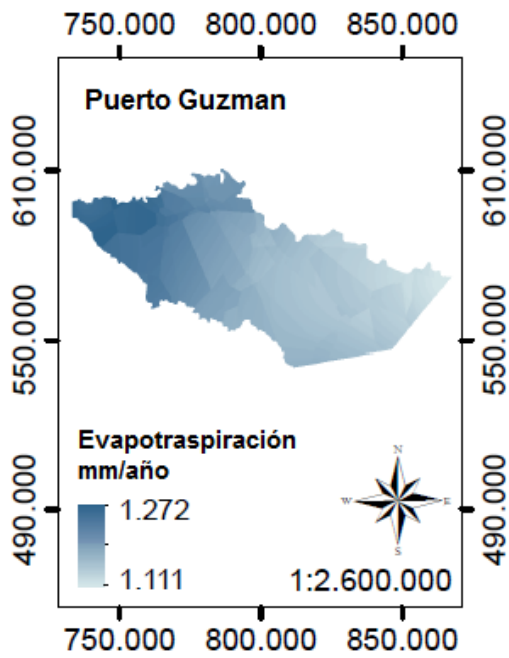 750.000 800.000 850.000
Puerto Guzman
610.000 610.000
550.000 550.000
Evapotraspiración
mm/año
1.272
1.111
490.000 490.000
N
W E
S
1:2.600.000
750.000 800.000 850.000